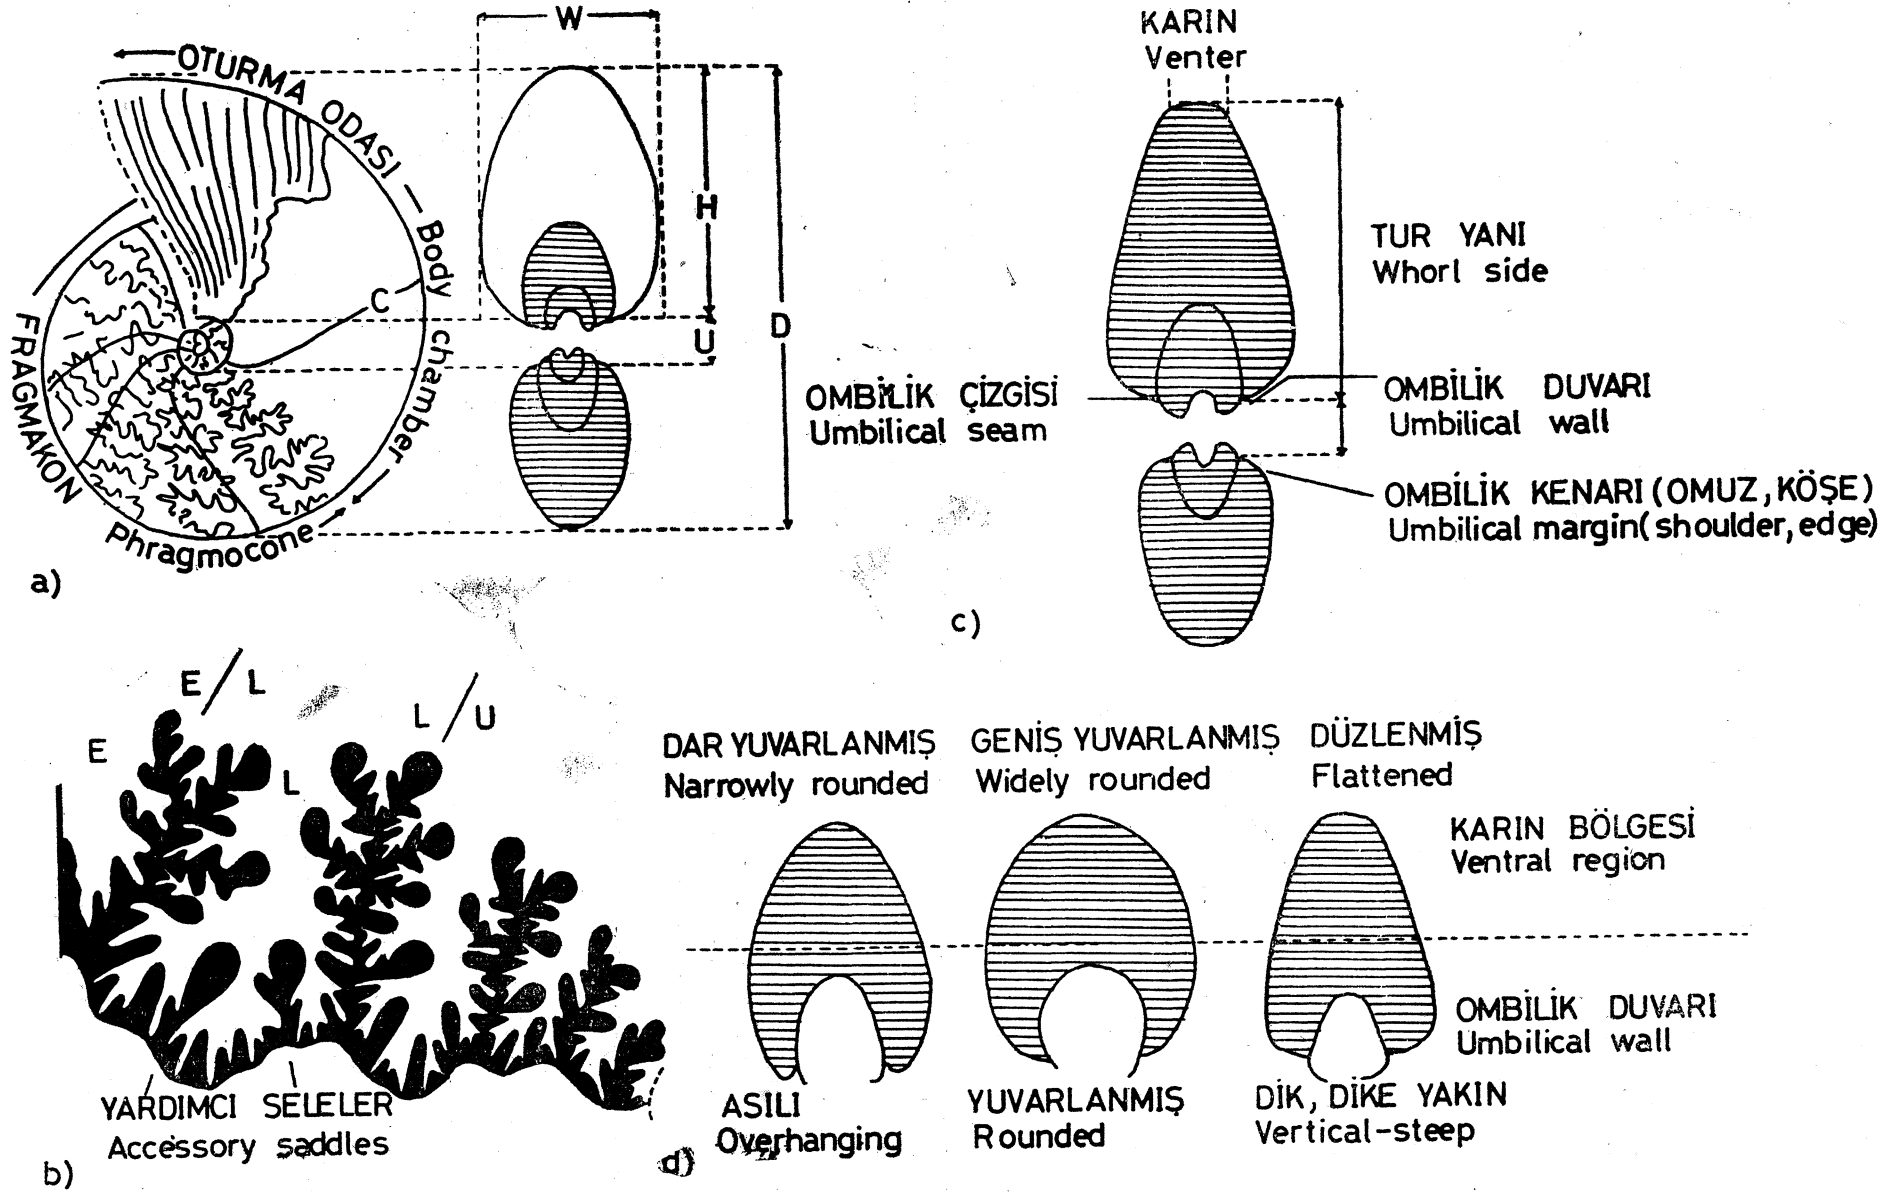 OTURMA ODASI – Body chamber
FRAGMAKON
Phragmocone
C
W
H
U
D
a)
KARIN
Venter
TUR YANI
Whorl side
OMBİLİK ÇİZGİSİ
Umbilical seam
OMBİLİK DUVARI
Umbilical wall
OMBİLİK KENARI (OMUZ, KÖŞE)
Umbilical margin (shoulder, edge)
c)
E / L
L / U
E
L
YARDIMCI SELELER
Accessory saddles
b)
DAR YUVARLANMIŞ
Narrowly rounded
GENİŞ YUVARLANMIŞ
Widely rounded
DÜZLENMİŞ
Flattened
KARIN BÖLGESİ
Ventral region
OMBİLİK DUVARI
Umbilical wall
ASILI
Overhanging
YUVARLANMIŞ
Rounded
DİK, DİKE YAKIN
Vertical-steep
d)